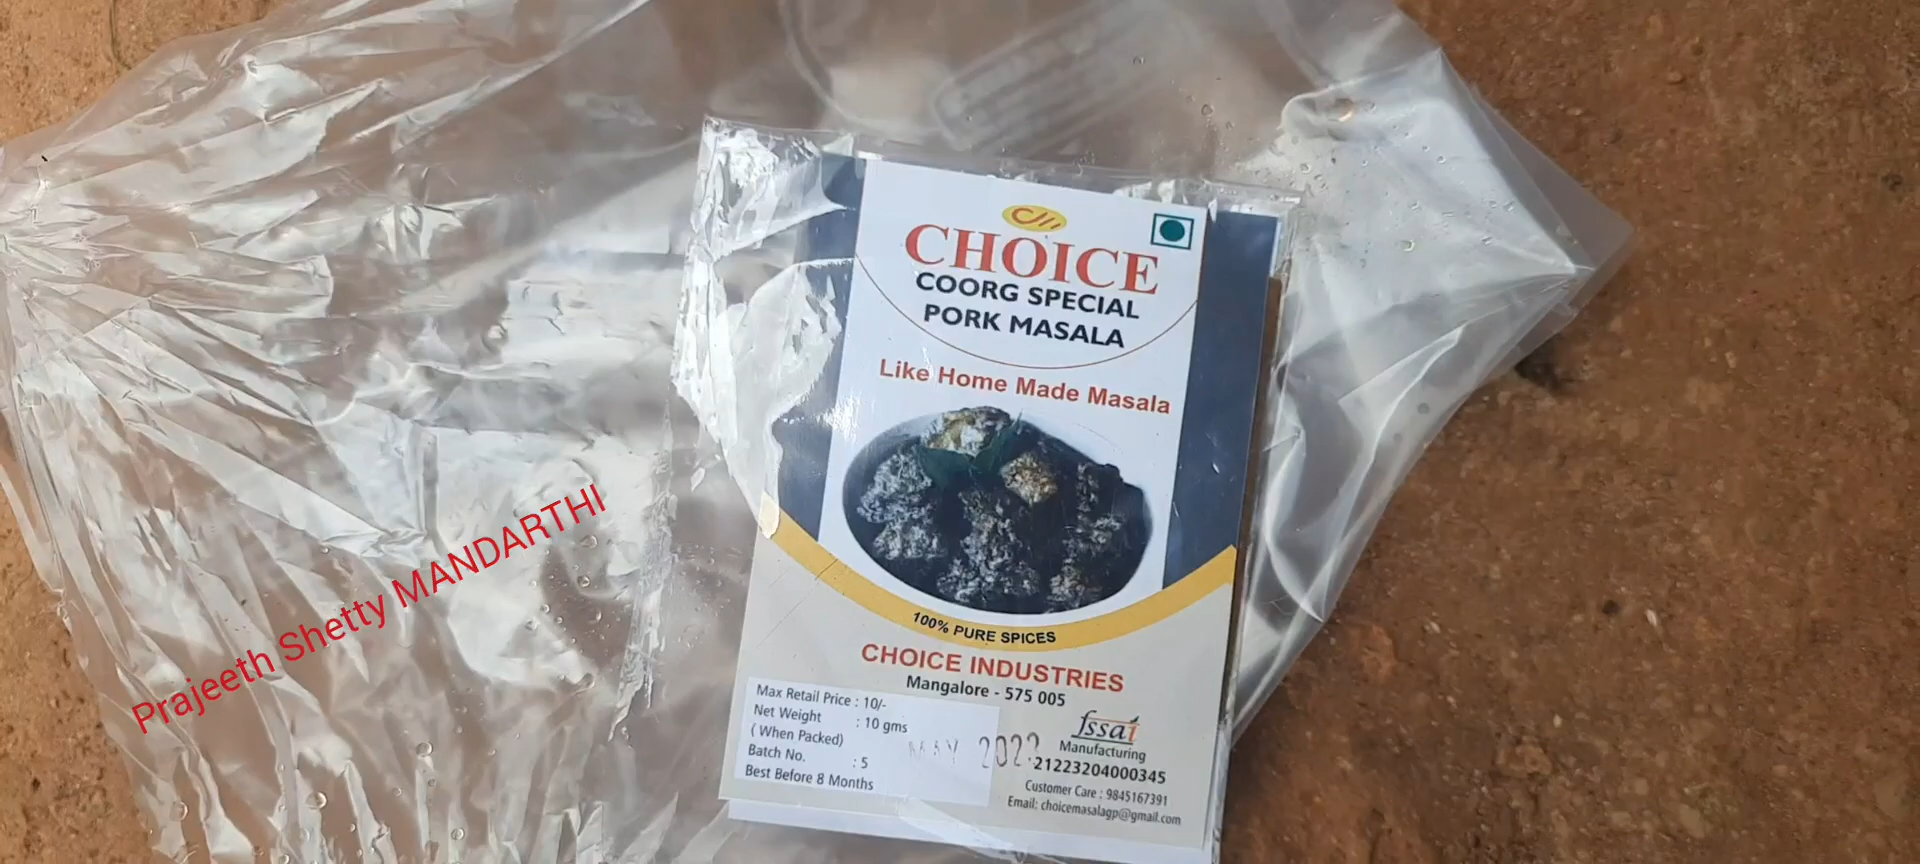 CHOICE
COORG SPECIAL
PORK MASALA
Like Home Made Masala
100% PURE SPICES
CHOICE INDUSTRIES
Mangalore - 575 005
Max Retail Price : 10/-
Net Weight : 10 gms
( When Packed)
Batch No. : 5
Best Before 8 Months
MAY 2022
fssai
Manufacturing
21223204000345
Customer Care : 9845167391
Email: choicemasalagp@gmail.com
Prajeeth Shetty MANDARTHI